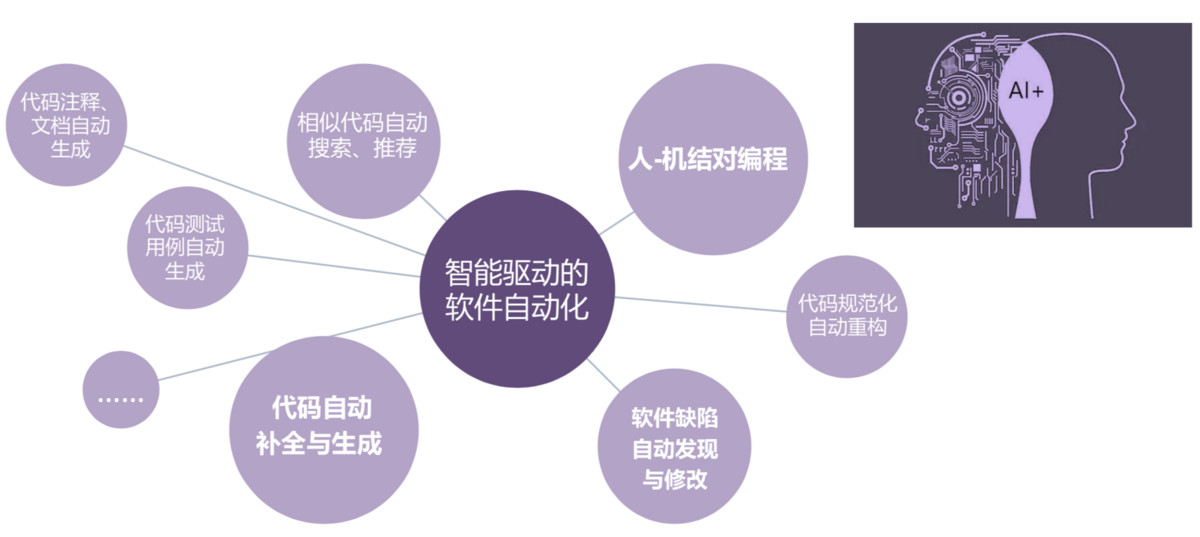 代码注释、
文档自动
生成
相似代码自动
搜索、推荐
人-机结对编程
AI+
代码测试
用例自动
生成
智能驱动的
软件自动化
代码规范化
自动重构
……
代码自动
补全与生成
软件缺陷
自动发现
与修改